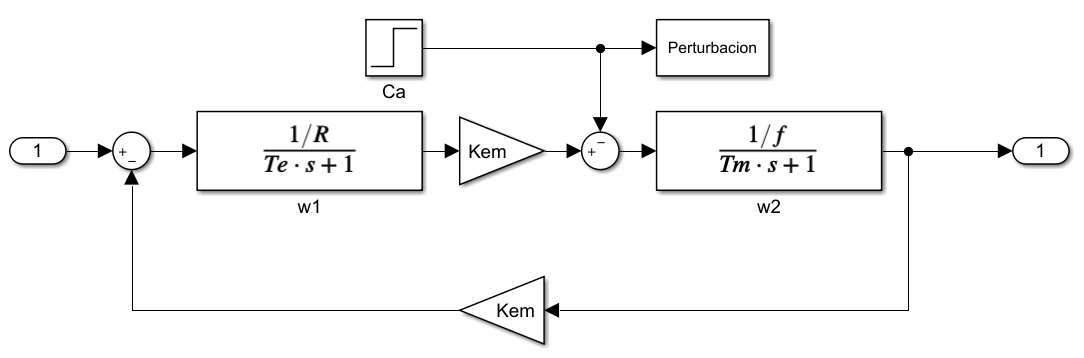 Ca
Perturbacion
1
+
−
1/R
Te · s + 1
w1
Kem
−
+
1/f
Tm · s + 1
w2
1
Kem